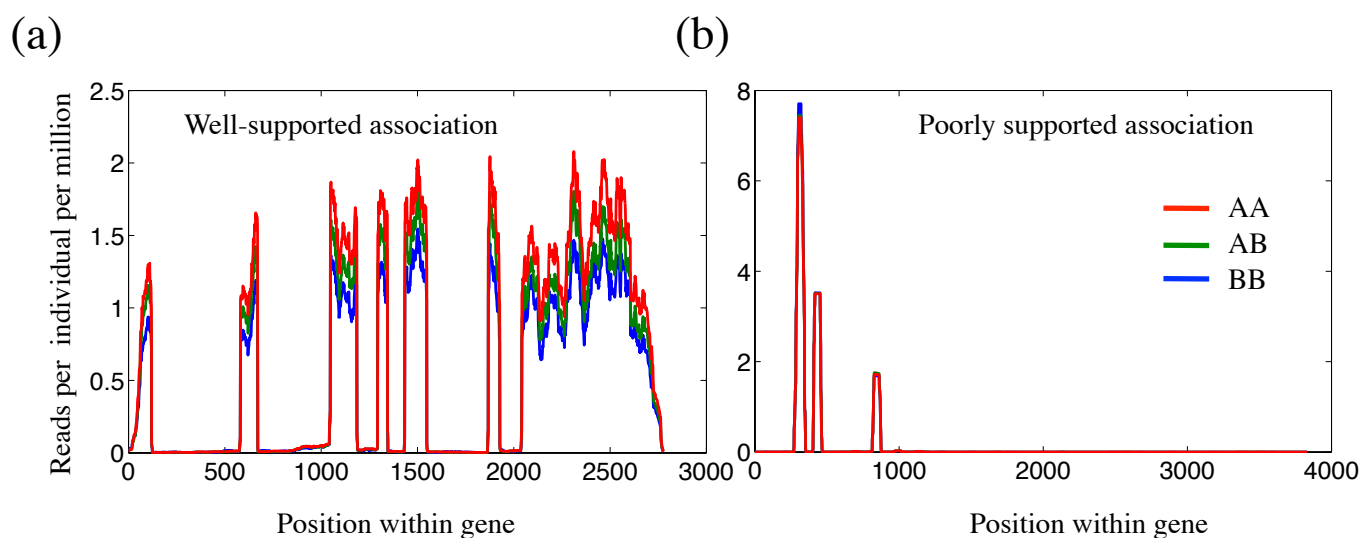 (a)
Well-supported association
Reads per individual per million
2.5
2
1.5
1
0.5
0
0 500 1000 1500 2000 2500 3000
Position within gene
(b)
Poorly supported association
8
6
4
2
0
AA
AB
BB
0 1000 2000 3000 4000
Position within gene